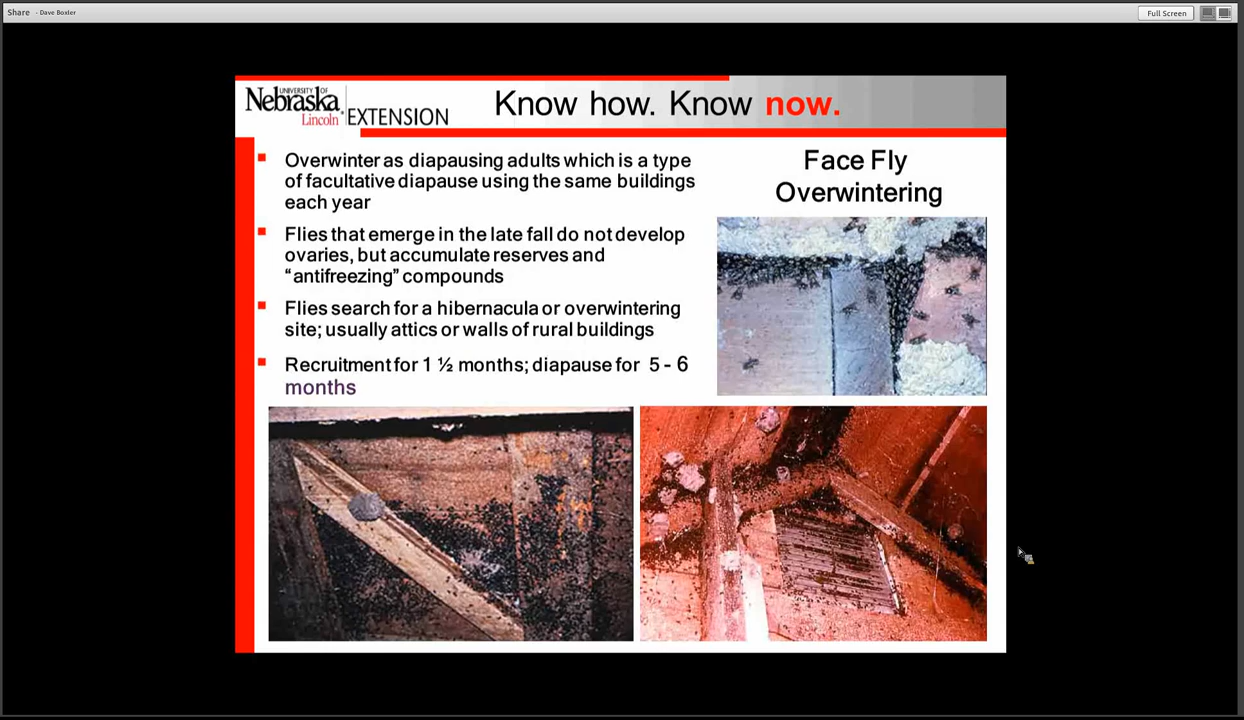 Share - Dave Boxler
Full Screen
UNIVERSITY OF
Nebraska
Lincoln
EXTENSION
Know how. Know now.
Overwinter as diapausing adults which is a type
of facultative diapause using the same buildings
each year
Flies that emerge in the late fall do not develop
ovaries, but accumulate reserves and
“antifreezing” compounds
Flies search for a hibernacula or overwintering
site; usually attics or walls of rural buildings
Recruitment for 1 ½ months; diapause for 5 - 6
months
Face Fly
Overwintering